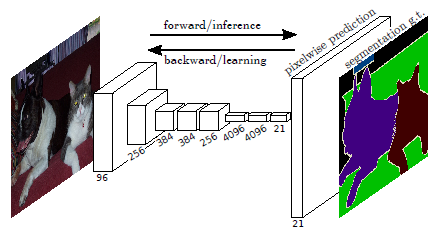 forward/inference
backward/learning
pixelwise prediction
segmentation g.t.
96
256
384
384
256
4096
4096
21
21